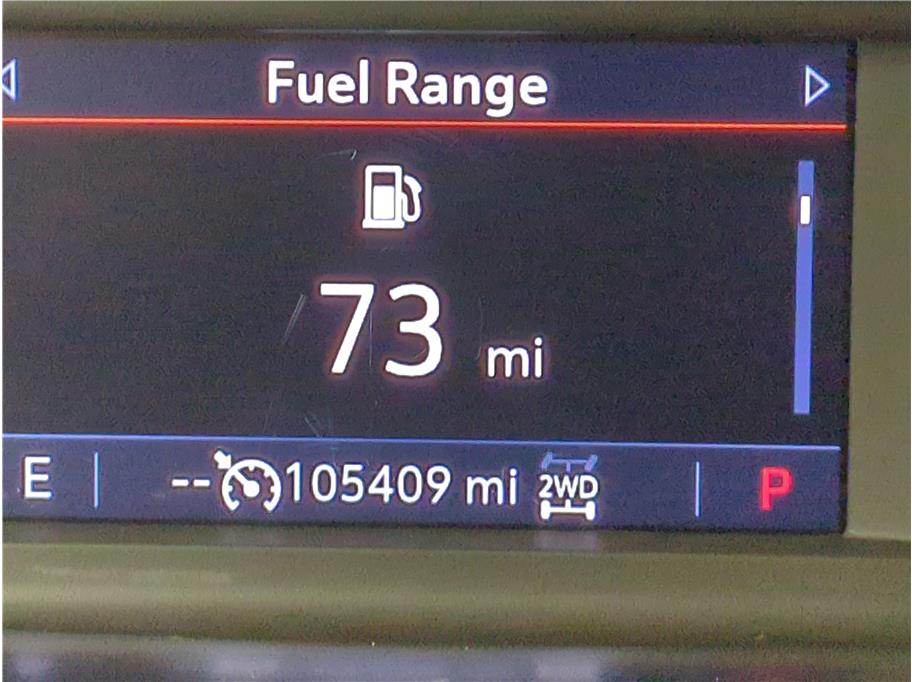 Fuel Range
73 mi
E -- 105409 mi 2WD P